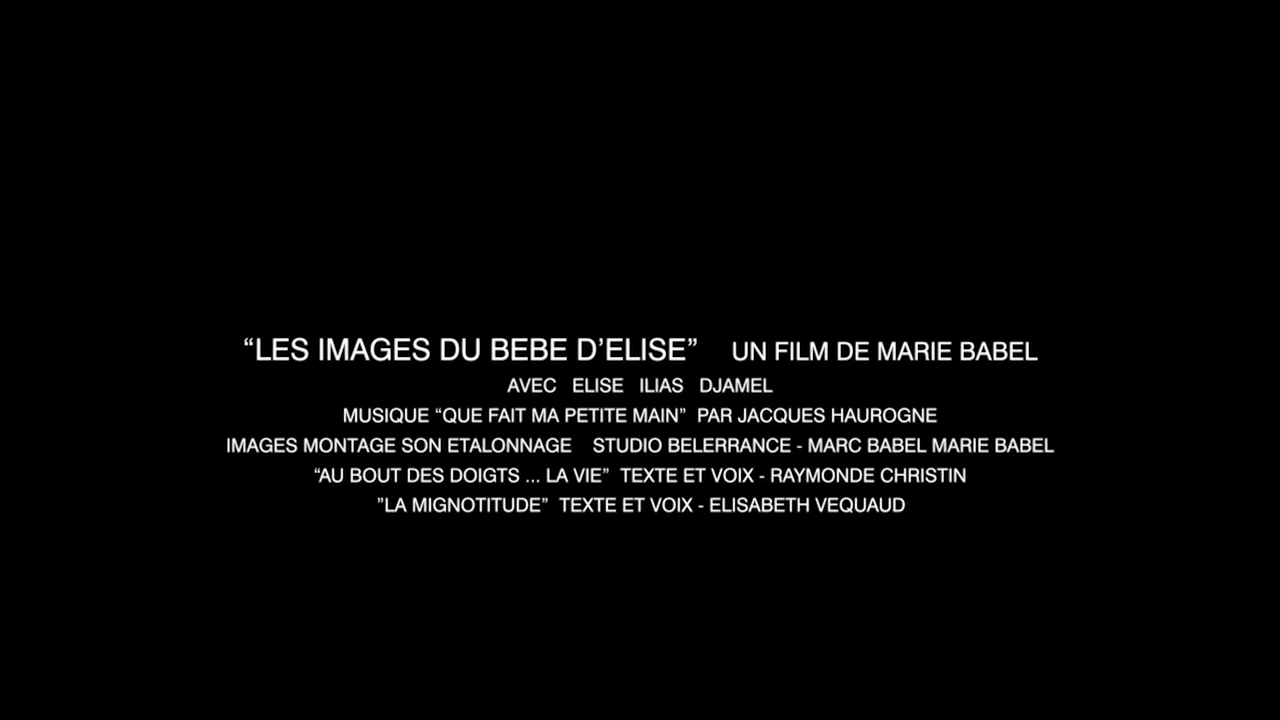 “LES IMAGES DU BEBE D’ELISE” UN FILM DE MARIE BABEL
AVEC ELISE ILIAS DJAMEL
MUSIQUE “QUE FAIT MA PETITE MAIN” PAR JACQUES HAUROGNE
IMAGES MONTAGE SON ETALONNAGE STUDIO BELERRANCE - MARC BABEL MARIE BABEL
“AU BOUT DES DOIGTS ... LA VIE” TEXTE ET VOIX - RAYMONDE CHRISTIN
”LA MIGNOTITUDE” TEXTE ET VOIX - ELISABETH VEQUAUD